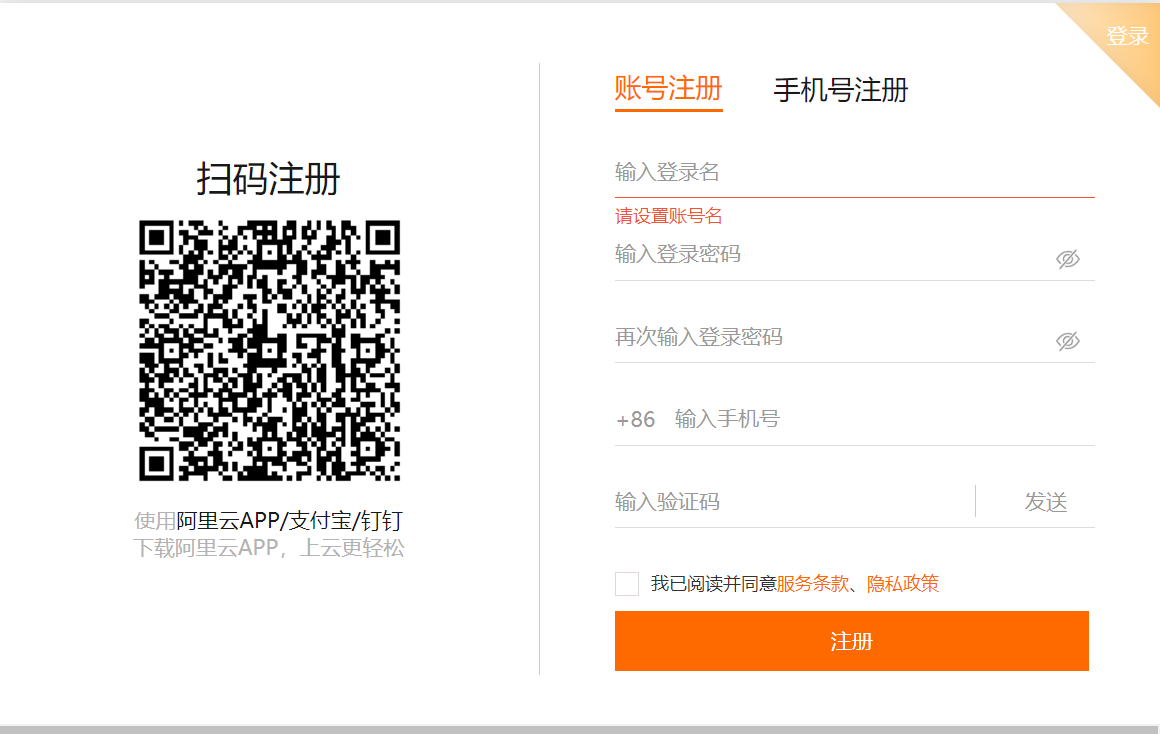 登录
扫码注册
使用阿里云APP/支付宝/钉钉
下载阿里云APP，上云更轻松
账号注册 手机号注册
输入登录名
请设置账号名
输入登录密码
再次输入登录密码
+86 输入手机号
输入验证码 发送
我已阅读并同意服务条款、隐私政策
注册